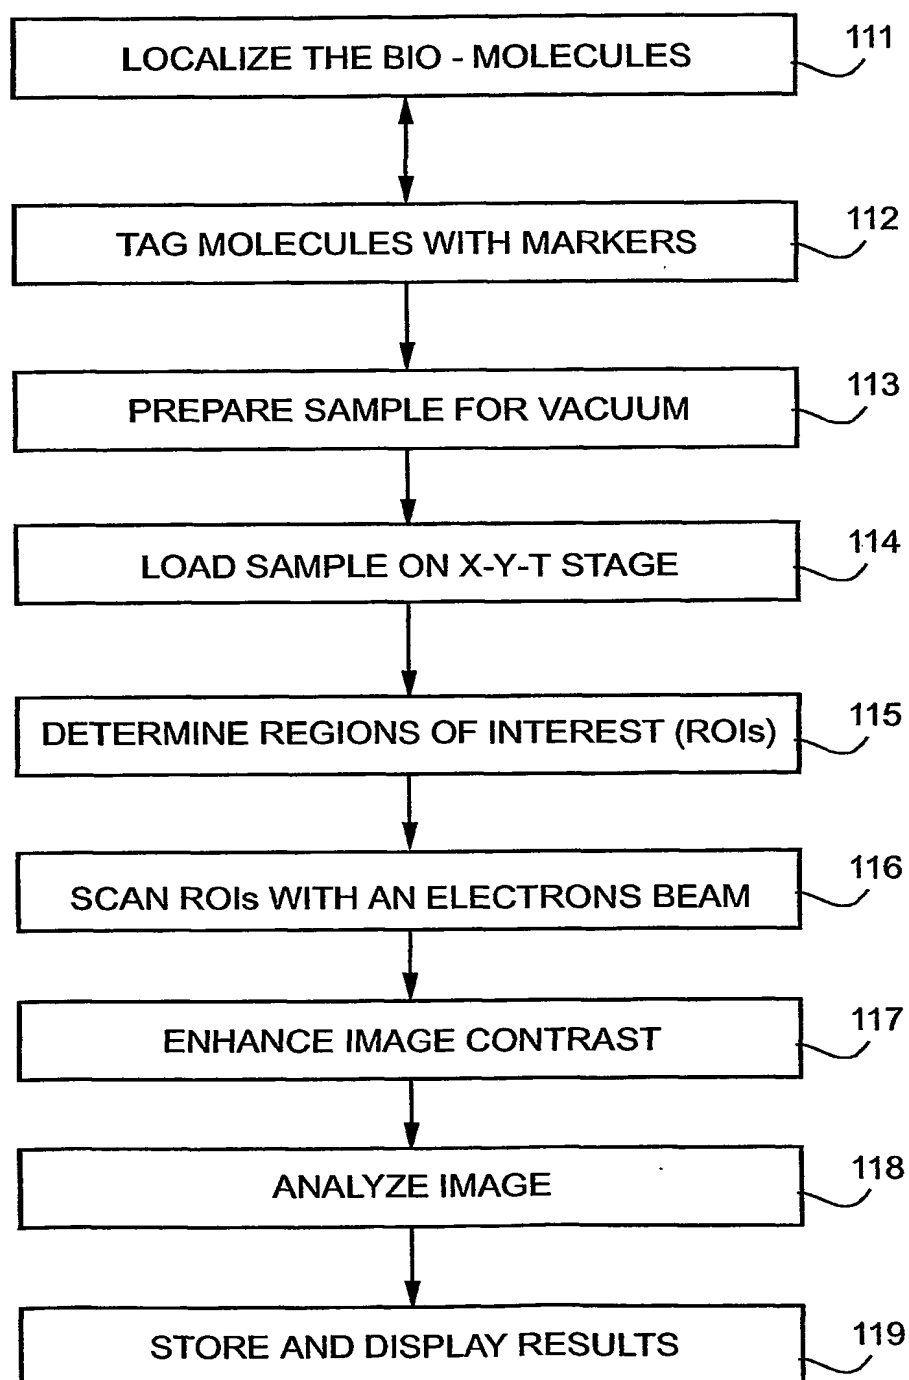 LOCALIZE THE BIO - MOLECULES
111
TAG MOLECULES WITH MARKERS
112
PREPARE SAMPLE FOR VACUUM
113
LOAD SAMPLE ON X-Y-T STAGE
114
DETERMINE REGIONS OF INTEREST (ROIs)
115
SCAN ROIs WITH AN ELECTRONS BEAM
116
ENHANCE IMAGE CONTRAST
117
ANALYZE IMAGE
118
STORE AND DISPLAY RESULTS
119